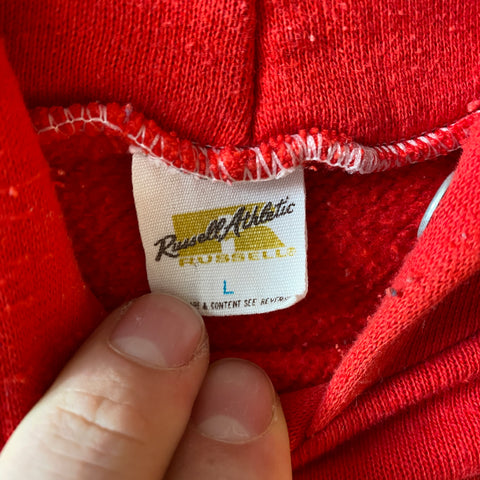 Russell Athletic
RUSSELL
L
& CONTENT SEE REVERSE